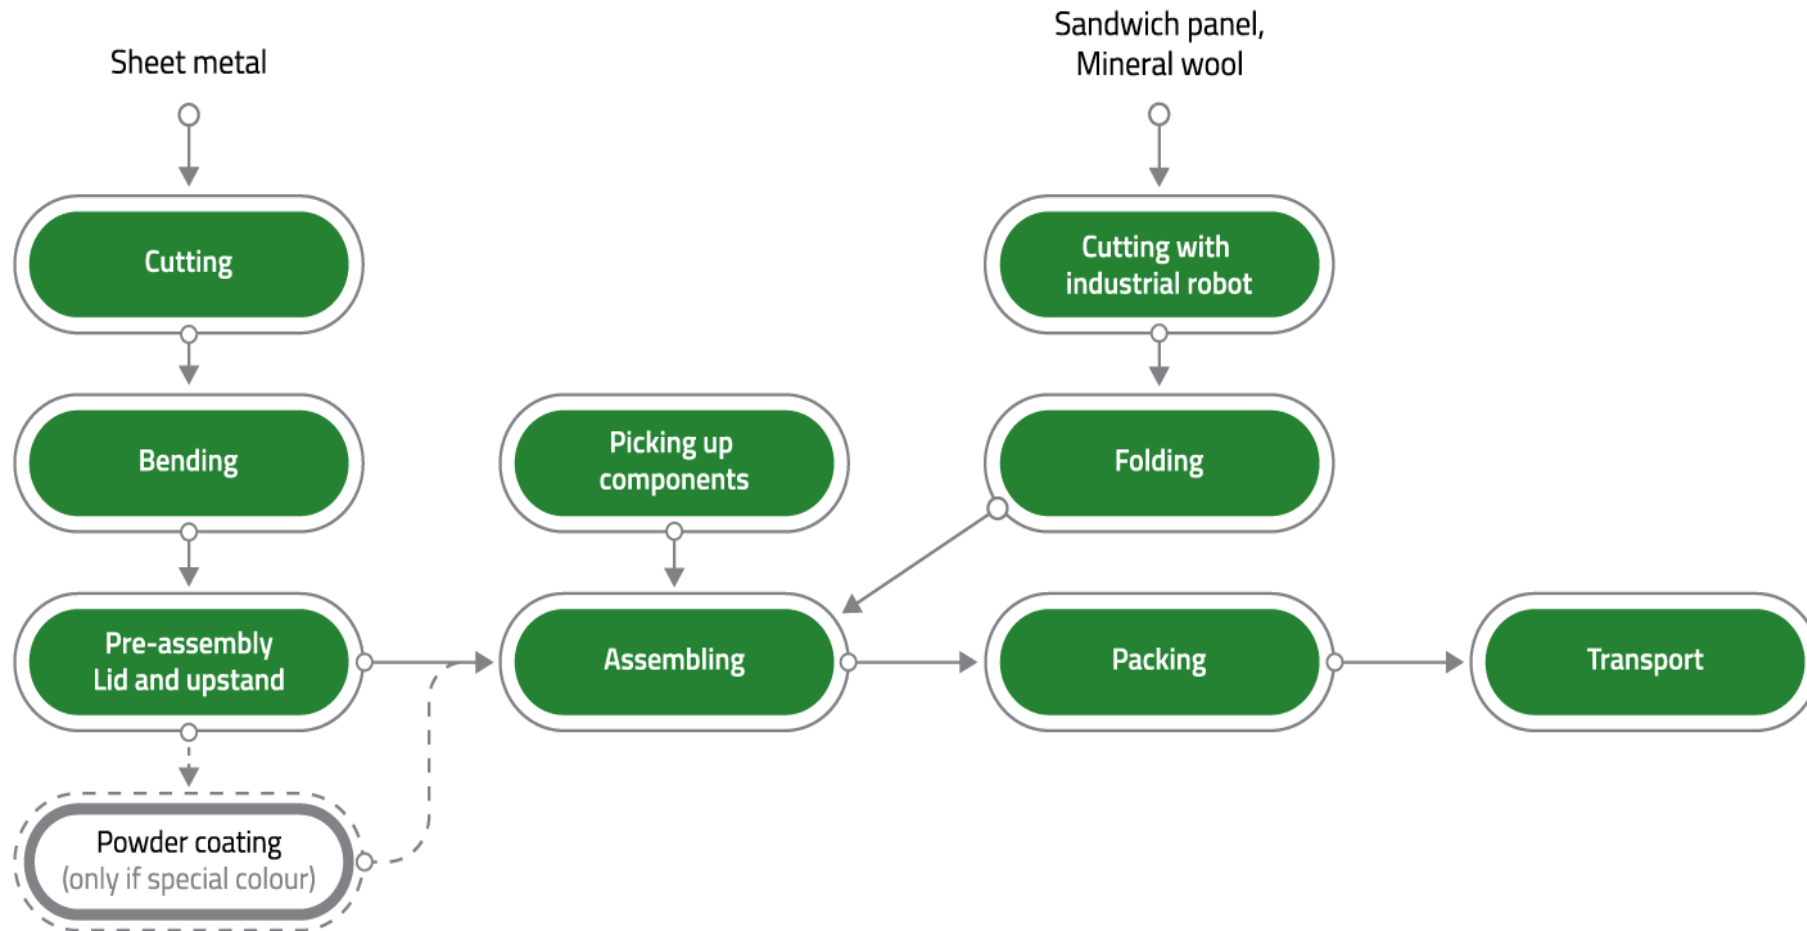 Sheet metal
Sandwich panel,
Mineral wool
Cutting
Cutting with
industrial robot
Bending
Picking up
components
Folding
Pre-assembly
Lid and upstand
Assembling
Packing
Transport
Powder coating
(only if special colour)